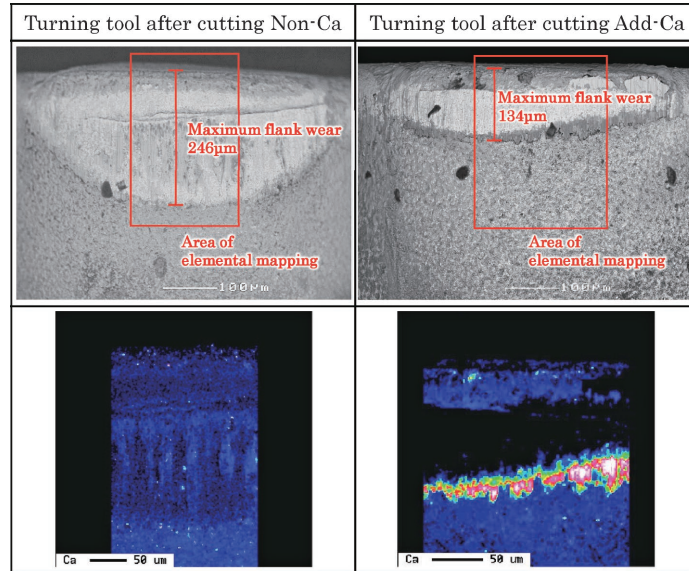 Turning tool after cutting Non-Ca
Turning tool after cutting Add-Ca
Maximum flank wear
246μm
Area of
elemental mapping
100μm
Maximum flank wear
134μm
Area of
elemental mapping
100μm
Ca 50 um
Ca 50 um